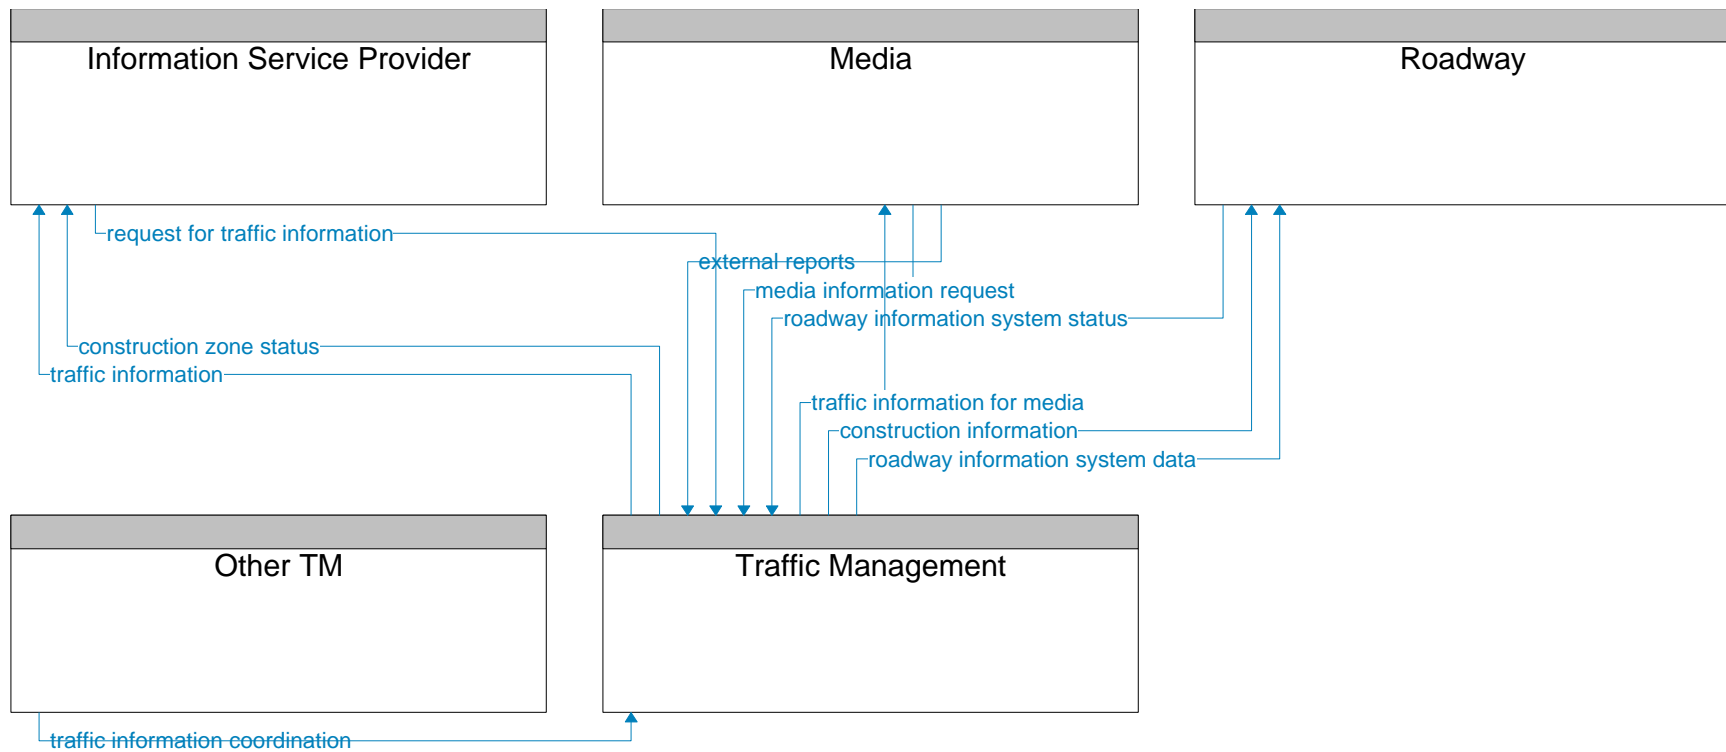 Information Service Provider
Media
Roadway
request for traffic information
external reports
media information request
roadway information system status
construction zone status
traffic information
traffic information for media
construction information
roadway information system data
Other TM
Traffic Management
traffic information coordination